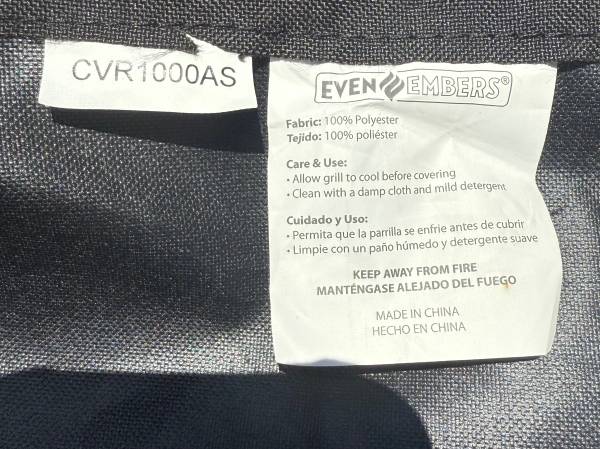 CVR1000AS
EVEN EMBERS®
Fabric: 100% Polyester
Tejido: 100% poliéster
Care & Use:
• Allow grill to cool before covering
• Clean with a damp cloth and mild detergent
Cuidado y Uso:
• Permita que la parrilla se enfrie antes de cubrir
• Limpie con un paño húmedo y detergente suave
KEEP AWAY FROM FIRE
MANTÉNGASE ALEJADO DEL FUEGO
MADE IN CHINA
HECHO EN CHINA